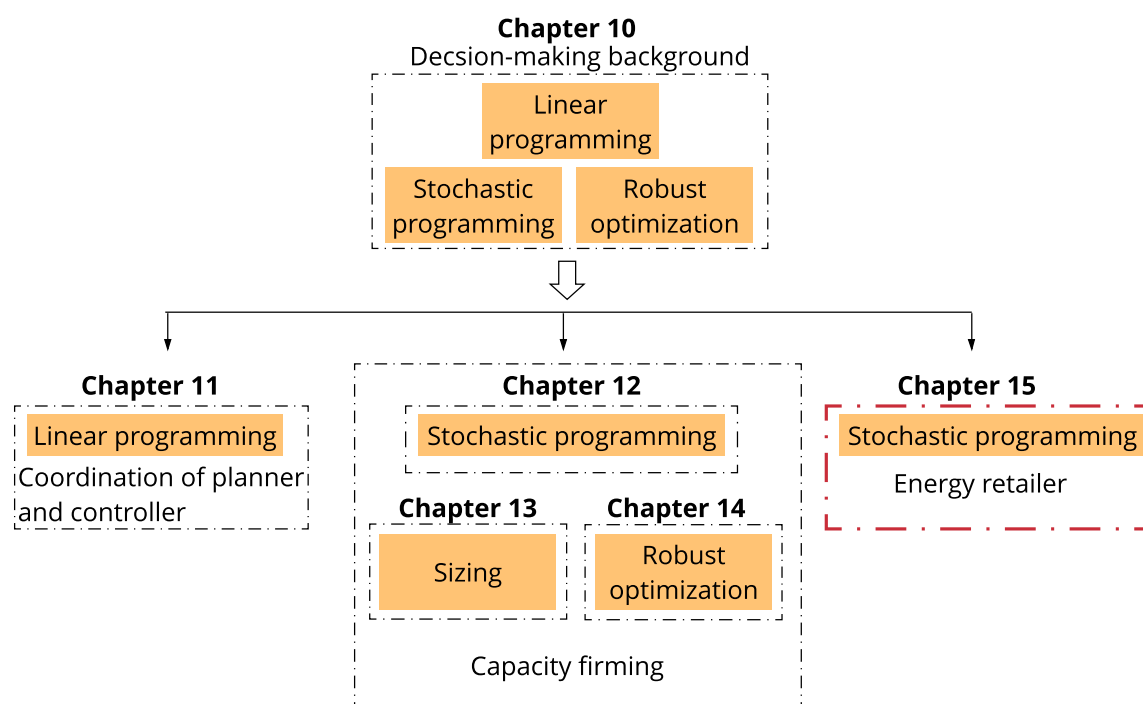 Chapter 10
Decsion-making background
Linear
programming
Stochastic
programming
Robust
optimization
Chapter 11
Linear programming
Coordination of planner
and controller
Chapter 12
Stochastic programming
Chapter 13
Sizing
Chapter 14
Robust
optimization
Capacity firming
Chapter 15
Stochastic programming
Energy retailer